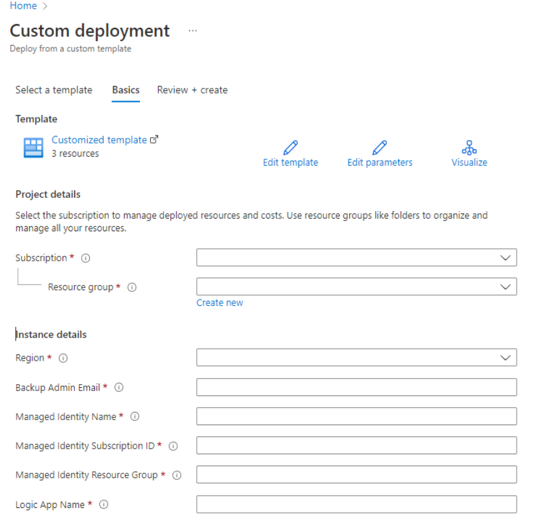 Home >
Custom deployment ...
Deploy from a custom template
Select a template Basics Review + create
Template
Customized template
3 resources
Edit template Edit parameters Visualize
Project details
Select the subscription to manage deployed resources and costs. Use resource groups like folders to organize and
manage all your resources.
Subscription *
Resource group *
Create new
Instance details
Region *
Backup Admin Email *
Managed Identity Name *
Managed Identity Subscription ID *
Managed Identity Resource Group *
Logic App Name *